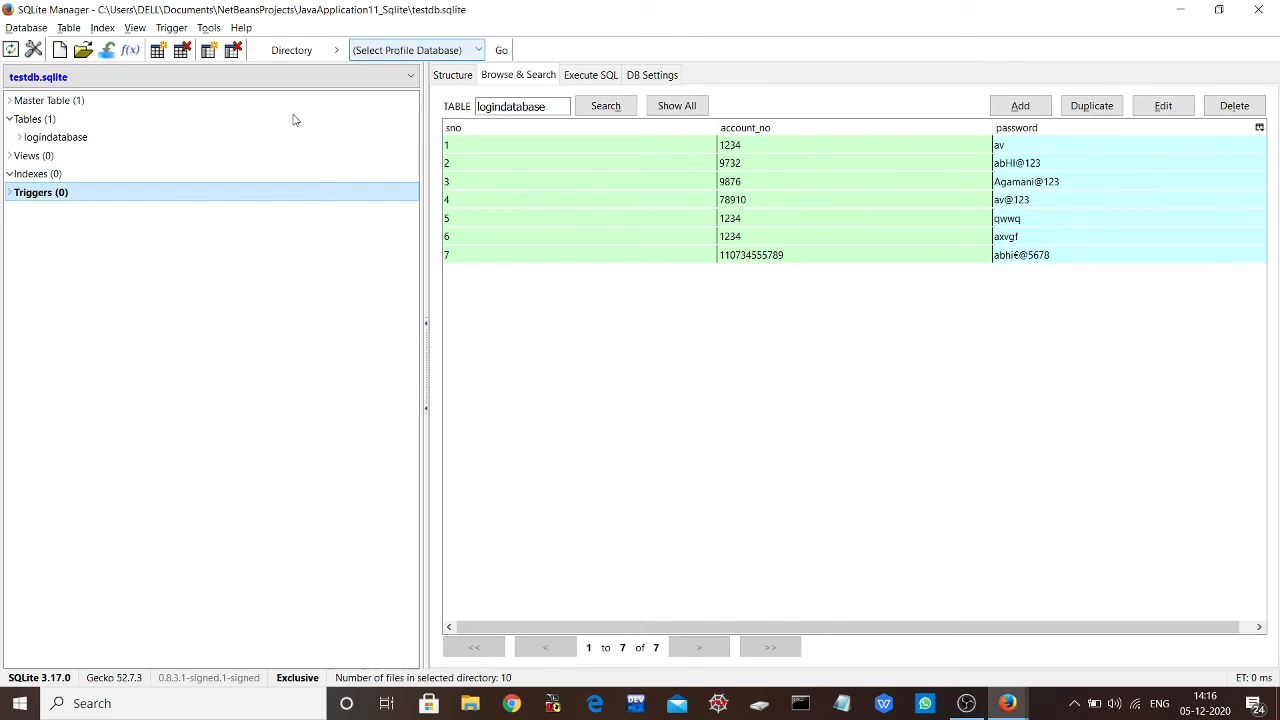 SQLite Manager - C:\Users\DELL\Documents\NetBeansProjects\JavaApplication11_Sqlite\testdb.sqlite
Database Table Index View Trigger Tools Help
f(x) Directory > (Select Profile Database) Go
testdb.sqlite
Master Table (1)
Tables (1)
logindatabase
Views (0)
Indexes (0)
Triggers (0)
Structure Browse & Search Execute SQL DB Settings
TABLE logindatabase Search Show All Add Duplicate Edit Delete
sno account_no password
1 1234 av
2 9732 abHI@123
3 9876 Agamani@123
4 78910 av@123
5 1234 qwwq
6 1234 axvgf
7 110734555789 abhi€@5678
<< < 1 to 7 of 7 > >>
SQLite 3.17.0 Gecko 52.7.3 0.8.3.1-signed.1-signed Exclusive Number of files in selected directory: 10 ET: 0 ms
Search DEV ENG 14:16
05-12-2020 24